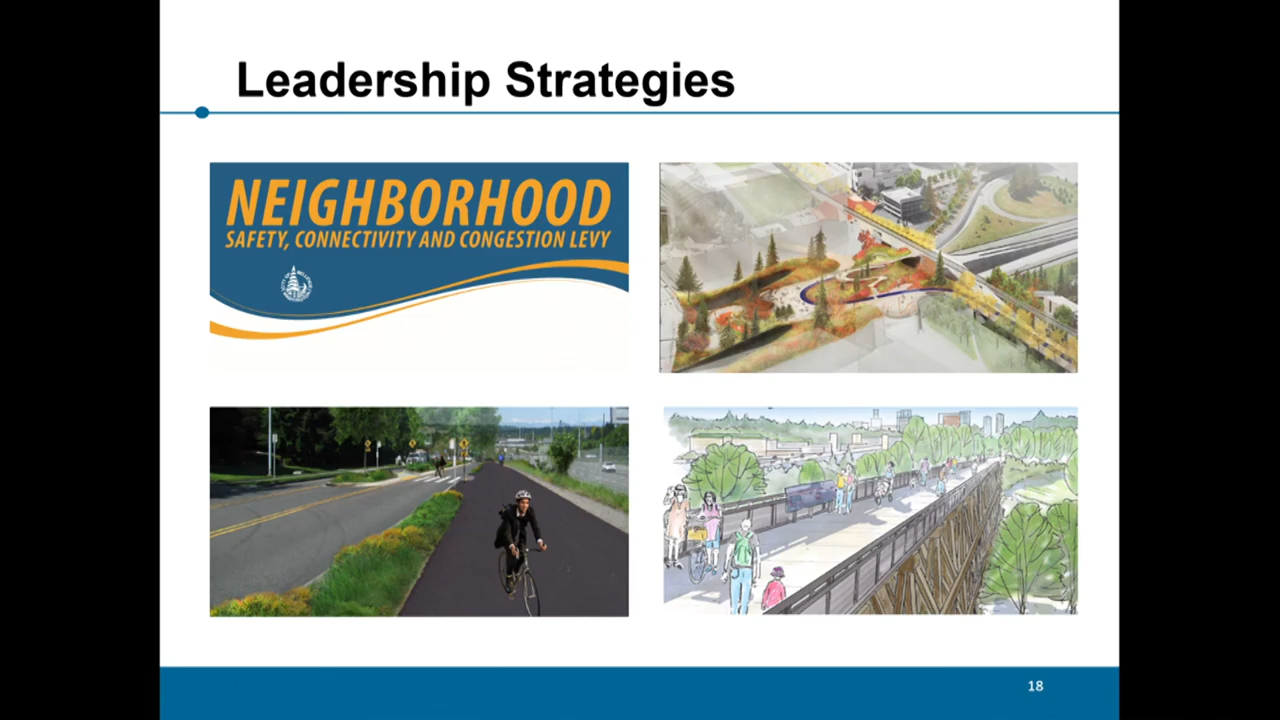 Leadership Strategies
NEIGHBORHOOD
SAFETY, CONNECTIVITY AND CONGESTION LEVY
18